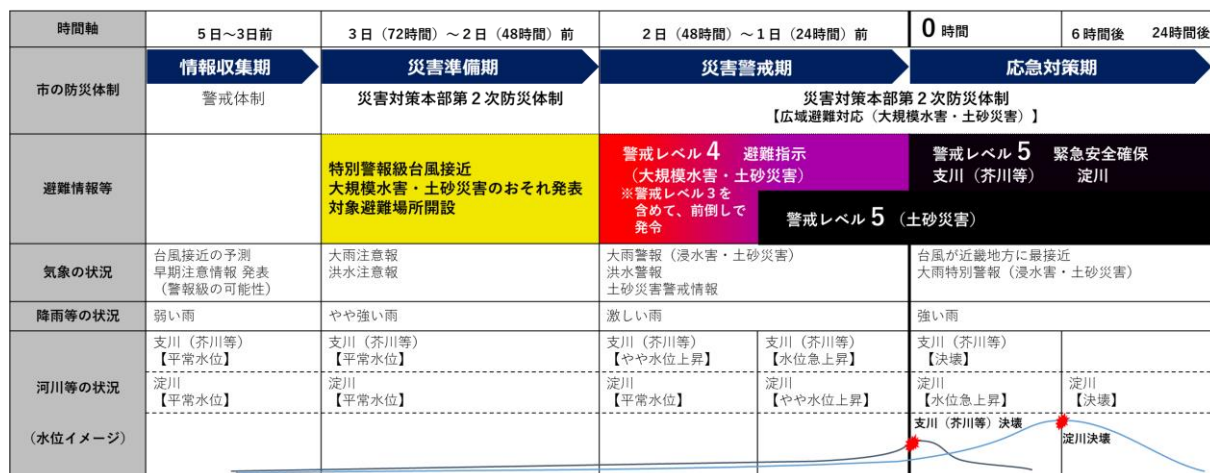 時間軸
5日～3日前
3日（72時間）～2日（48時間）前
2日（48時間）～1日（24時間）前
0時間
6時間後
24時間後
市の防災体制
情報収集期
災害準備期
災害警戒期
応急対策期
警戒体制
災害対策本部第２次防災体制
災害対策本部第２次防災体制
【広域避難対応（大規模水害・土砂災害）】
避難情報等
特別警報級台風接近
大規模水害・土砂災害のおそれ発表
対象避難場所開設
警戒レベル４　避難指示
（大規模水害・土砂災害）
※警戒レベル３を
含めて、前倒しで
発令
警戒レベル５　緊急安全確保
支川（芥川等）　淀川
警戒レベル５（土砂災害）
気象の状況
台風接近の予測
早期注意情報 発表
（警報級の可能性）
大雨注意報
洪水注意報
大雨警報（浸水害・土砂災害）
洪水警報
土砂災害警戒情報
台風が近畿地方に最接近
大雨特別警報（浸水害・土砂災害）
降雨等の状況
弱い雨
やや強い雨
激しい雨
強い雨
河川等の状況
（水位イメージ）
支川（芥川等）
【平常水位】
支川（芥川等）
【平常水位】
支川（芥川等）
【やや水位上昇】
支川（芥川等）
【水位急上昇】
支川（芥川等）
【決壊】
淀川
【平常水位】
淀川
【平常水位】
淀川
【平常水位】
淀川
【やや水位上昇】
淀川
【水位急上昇】
淀川
【決壊】
支川（芥川等）決壊
淀川決壊